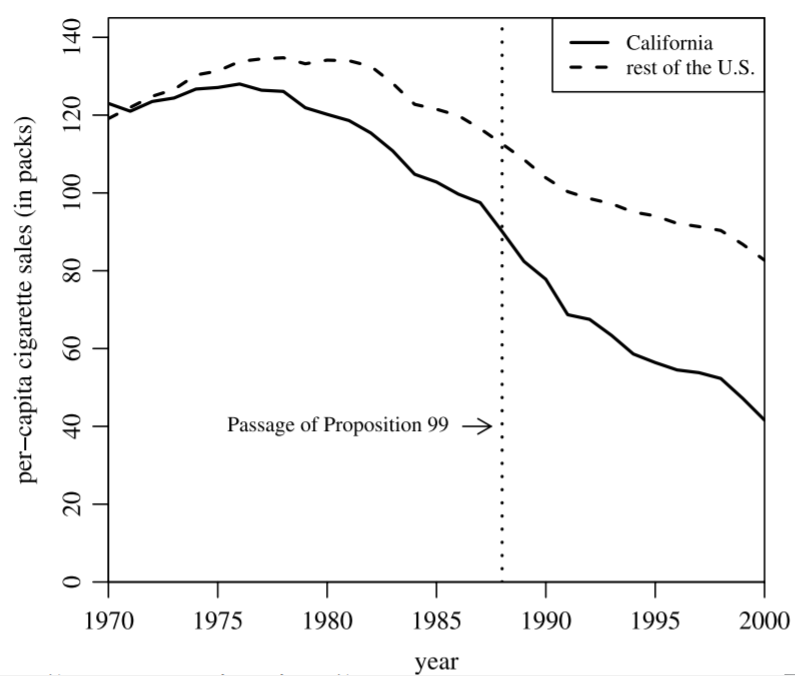 140
120
100
80
60
40
20
0
per−capita cigarette sales (in packs)
California
rest of the U.S.
Passage of Proposition 99
1970 1975 1980 1985 1990 1995 2000
year